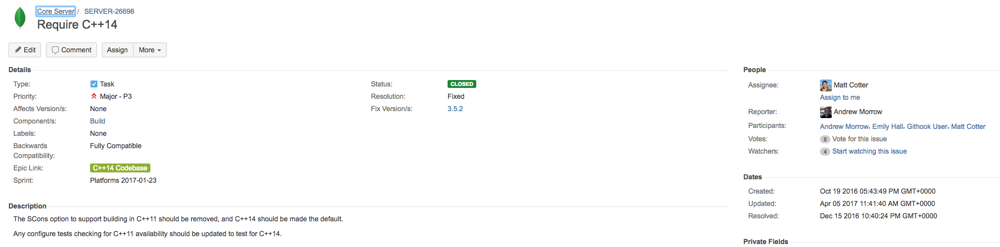 Core Server / SERVER-26698
Require C++14
Edit Comment Assign More
Details
Type: Task
Priority: Major - P3
Affects Version/s: None
Component/s: Build
Labels: None
Backwards Compatibility: Fully Compatible
Epic Link: C++14 Codebase
Sprint: Platforms 2017-01-23
Status: CLOSED
Resolution: Fixed
Fix Version/s: 3.5.2
Description
The SCons option to support building in C++11 should be removed, and C++14 should be made the default.
Any configure tests checking for C++11 availability should be updated to test for C++14.
People
Assignee: Matt Cotter
Assign to me
Reporter: Andrew Morrow
Participants: Andrew Morrow, Emily Hall, Githook User, Matt Cotter
Votes: 0 Vote for this issue
Watchers: 4 Start watching this issue
Dates
Created: Oct 19 2016 05:43:49 PM GMT+0000
Updated: Apr 05 2017 11:41:40 AM GMT+0000
Resolved: Dec 15 2016 10:40:24 PM GMT+0000
Private Fields